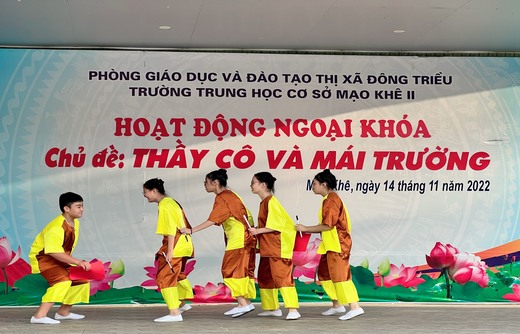 PHÒNG GIÁO DỤC VÀ ĐÀO TẠO THỊ XÃ ĐÔNG TRIỀU
TRƯỜNG TRUNG HỌC CƠ SỞ MẠO KHÊ II
HOẠT ĐỘNG NGOẠI KHÓA
Chủ đề: THẦY CÔ VÀ MÁI TRƯỜNG
Khê, ngày 14 tháng 11 năm 2022